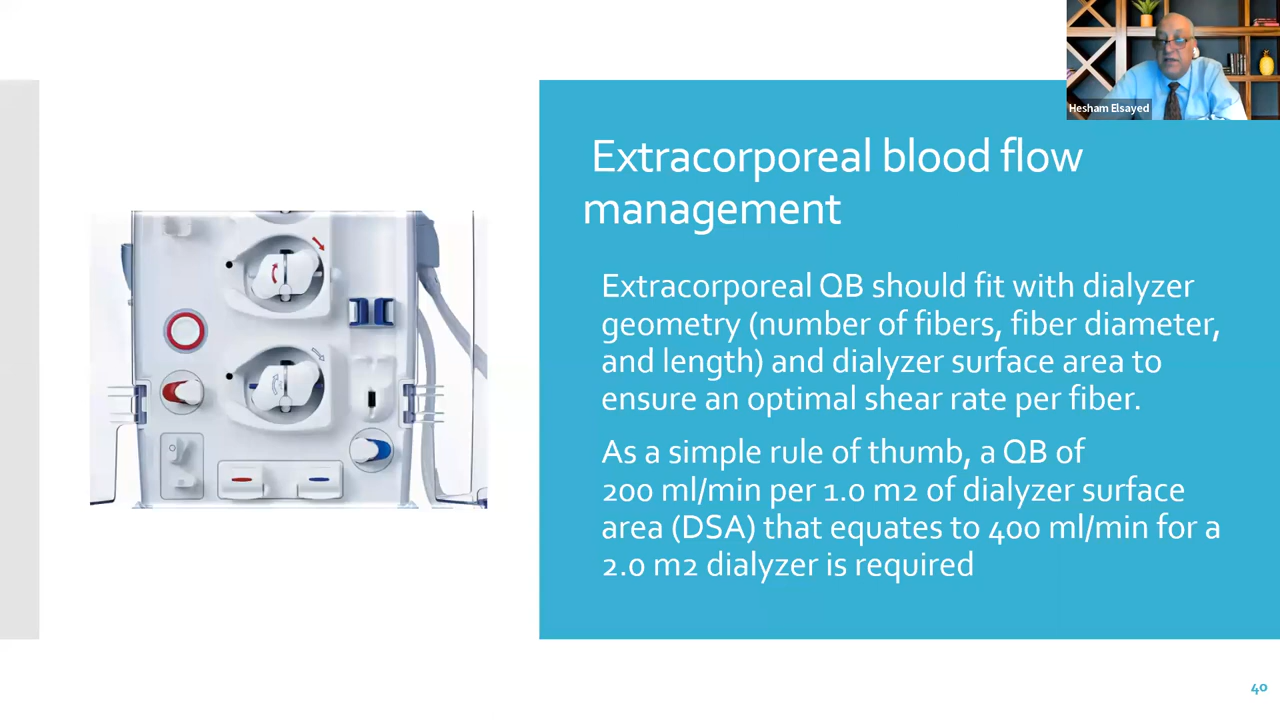 Hesham Elsayed
Extracorporeal blood flow
management
Extracorporeal QB should fit with dialyzer
geometry (number of fibers, fiber diameter,
and length) and dialyzer surface area to
ensure an optimal shear rate per fiber.
As a simple rule of thumb, a QB of
200 ml/min per 1.0 m2 of dialyzer surface
area (DSA) that equates to 400 ml/min for a
2.0 m2 dialyzer is required
40